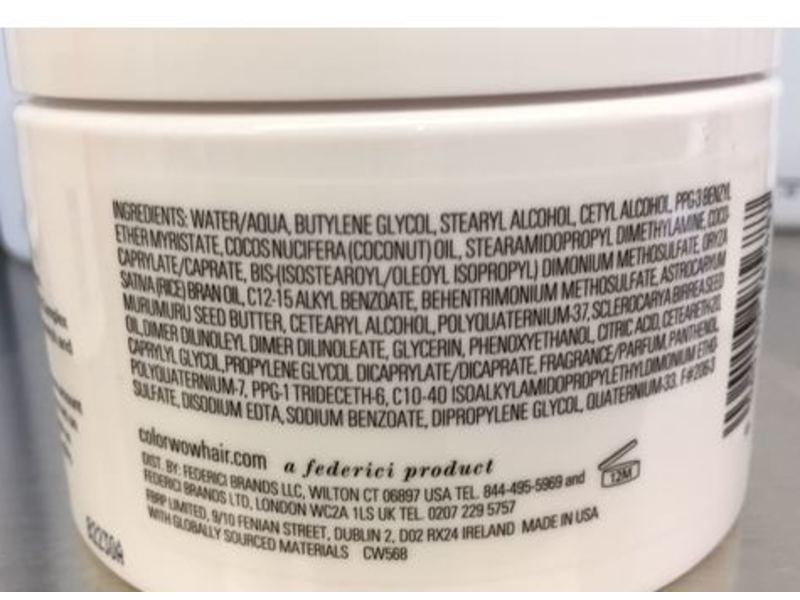 INGREDIENTS: WATER/AQUA, BUTYLENE GLYCOL, STEARYL ALCOHOL, CETYL ALCOHOL, PPG-3 BENZYL
ETHER MYRISTATE, COCOS NUCIFERA (COCONUT) OIL, STEARAMIDOPROPYL DIMETHYLAMINE, COCO-
CAPRYLATE/CAPRATE, BIS-(ISOSTEAROYL/OLEOYL ISOPROPYL) DIMONIUM METHOSULFATE, ORYZA
SATIVA (RICE) BRAN OIL, C12-15 ALKYL BENZOATE, BEHENTRIMONIUM METHOSULFATE, ASTROCARYUM
MURUMURU SEED BUTTER, CETEARYL ALCOHOL, POLYQUATERNIUM-37, SCLEROCARYA BIRREA SEED
OIL, DIMER DILINOLEYL DIMER DILINOLEATE, GLYCERIN, PHENOXYETHANOL, CITRIC ACID, CETEARETH-20,
CAPRYLYL GLYCOL, PROPYLENE GLYCOL DICAPRYLATE/DICAPRATE, FRAGRANCE/PARFUM, PANTHENOL,
POLYQUATERNIUM-7, PPG-1 TRIDECETH-6, C10-40 ISOALKYLAMIDOPROPYLETHYLDIMONIUM ETHO-
SULFATE, DISODIUM EDTA, SODIUM BENZOATE, DIPROPYLENE GLYCOL, QUATERNIUM-33. F#206-3
colorwowhair.com a federici product
DIST. BY: FEDERICI BRANDS LLC, WILTON CT 06897 USA TEL. 844-495-5969 and
FEDERICI BRANDS LTD, LONDON WC2A 1LS UK TEL. 0207 229 5757
FBRP LIMITED, 9/10 FENIAN STREET, DUBLIN 2, D02 RX24 IRELAND MADE IN USA
WITH GLOBALLY SOURCED MATERIALS CW568
12M
82230A